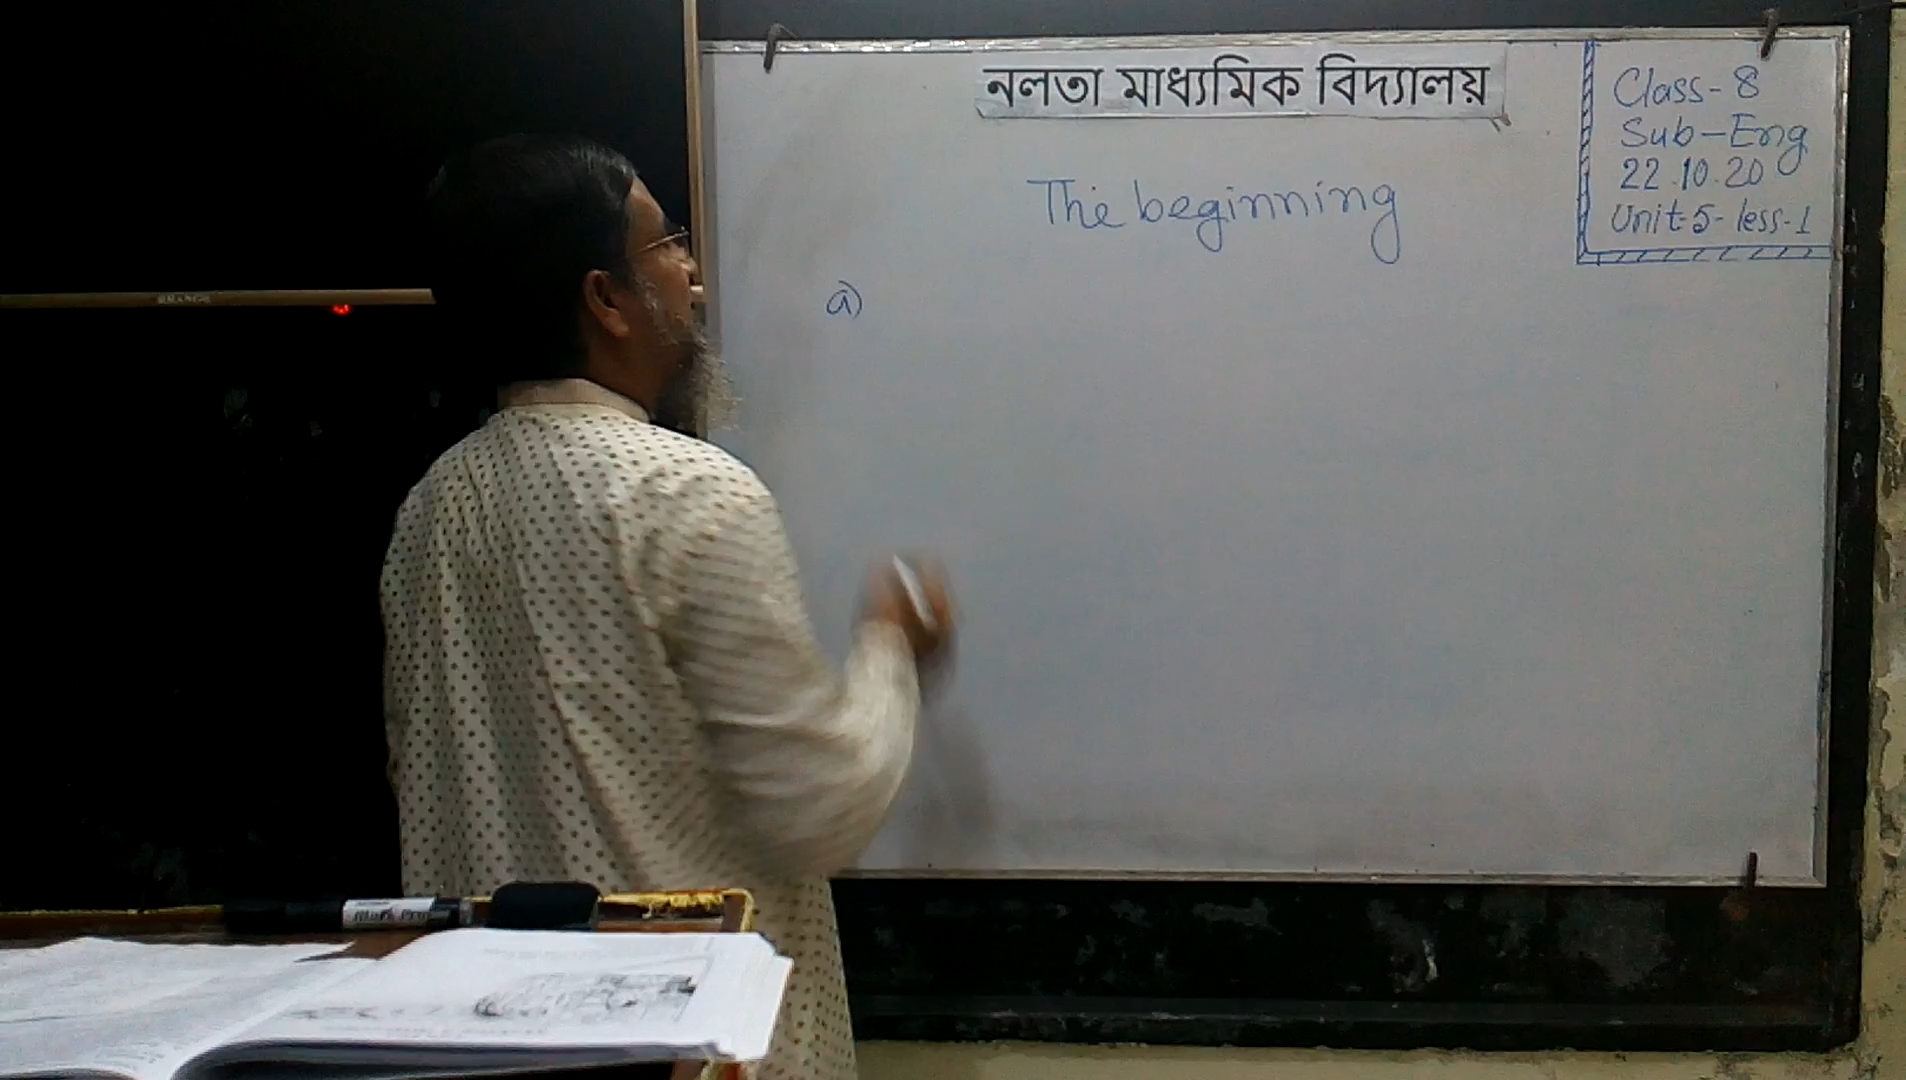 নলতা মাধ্যমিক বিদ্যালয়
Class-8
Sub-Eng
22.10.20
Unit-5-less-1
The beginning
a)